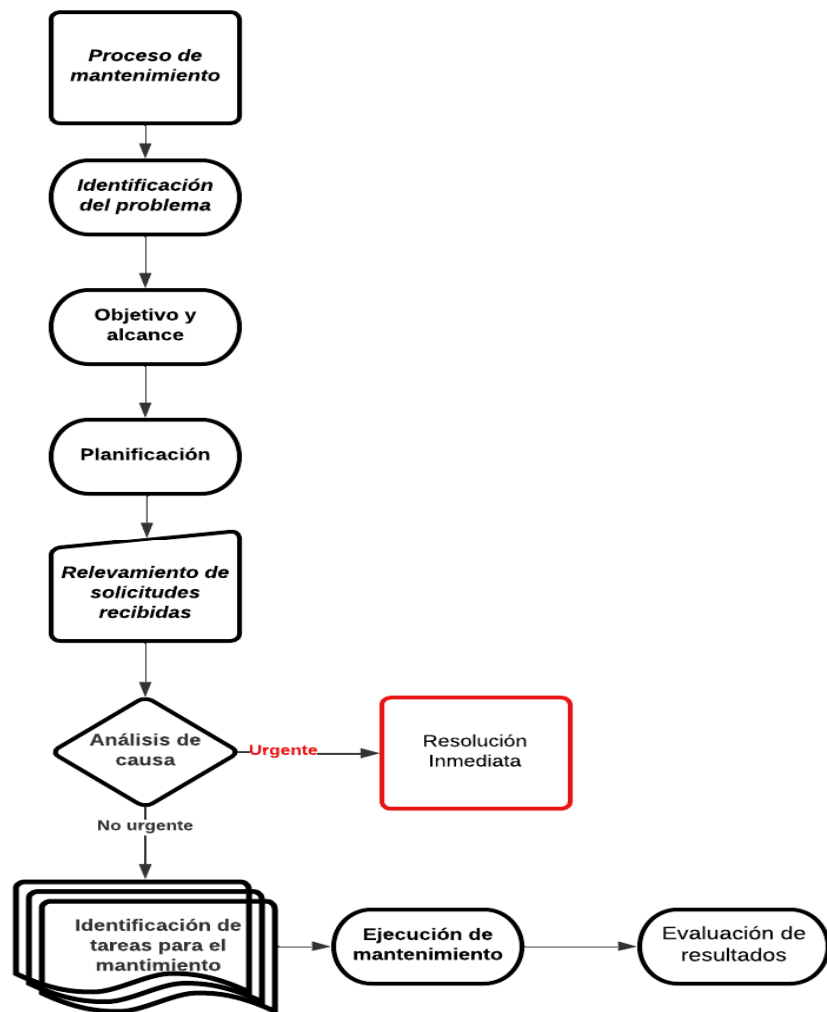 Proceso de
mantenimiento
Identificación
del problema
Objetivo y
alcance
Planificación
Relevamiento de
solicitudes
recibidas
Análisis de
causa
Urgente
Resolución
Inmediata
No urgente
Identificación de
tareas para el
mantimiento
Ejecución de
mantenimiento
Evaluación de
resultados